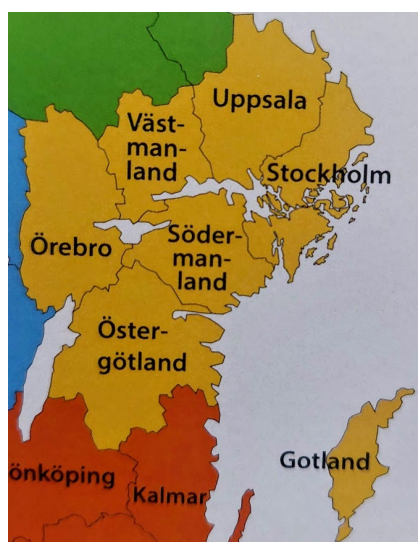 Uppsala
Väst-
man-
land
Stockholm
Örebro
Söder-
man-
land
Öster-
götland
Gotland
önköping
Kalmar